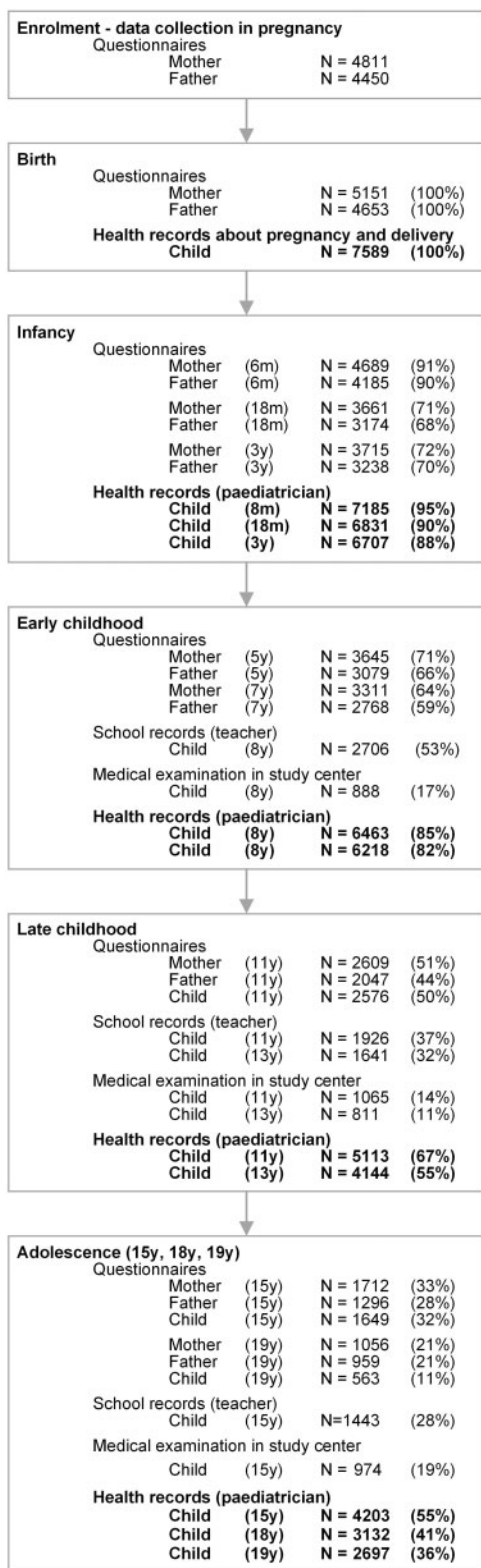 Enrolment - data collection in pregnancy
Questionnaires
Mother N = 4811
Father N = 4450
Birth
Questionnaires
Mother N = 5151 (100%)
Father N = 4653 (100%)
Health records about pregnancy and delivery
Child N = 7589 (100%)
Infancy
Questionnaires
Mother (6m) N = 4689 (91%)
Father (6m) N = 4185 (90%)
Mother (18m) N = 3661 (71%)
Father (18m) N = 3174 (68%)
Mother (3y) N = 3715 (72%)
Father (3y) N = 3238 (70%)
Health records (paediatrician)
Child (8m) N = 7185 (95%)
Child (18m) N = 6831 (90%)
Child (3y) N = 6707 (88%)
Early childhood
Questionnaires
Mother (5y) N = 3645 (71%)
Father (5y) N = 3079 (66%)
Mother (7y) N = 3311 (64%)
Father (7y) N = 2768 (59%)
School records (teacher)
Child (8y) N = 2706 (53%)
Medical examination in study center
Child (8y) N = 888 (17%)
Health records (paediatrician)
Child (8y) N = 6463 (85%)
Child (8y) N = 6218 (82%)
Late childhood
Questionnaires
Mother (11y) N = 2609 (51%)
Father (11y) N = 2047 (44%)
Child (11y) N = 2576 (50%)
School records (teacher)
Child (11y) N = 1926 (37%)
Child (13y) N = 1641 (32%)
Medical examination in study center
Child (11y) N = 1065 (14%)
Child (13y) N = 811 (11%)
Health records (paediatrician)
Child (11y) N = 5113 (67%)
Child (13y) N = 4144 (55%)
Adolescence (15y, 18y, 19y)
Questionnaires
Mother (15y) N = 1712 (33%)
Father (15y) N = 1296 (28%)
Child (15y) N = 1649 (32%)
Mother (19y) N = 1056 (21%)
Father (19y) N = 959 (21%)
Child (19y) N = 563 (11%)
School records (teacher)
Child (15y) N=1443 (28%)
Medical examination in study center
Child (15y) N = 974 (19%)
Health records (paediatrician)
Child (15y) N = 4203 (55%)
Child (18y) N = 3132 (41%)
Child (19y) N = 2697 (36%)